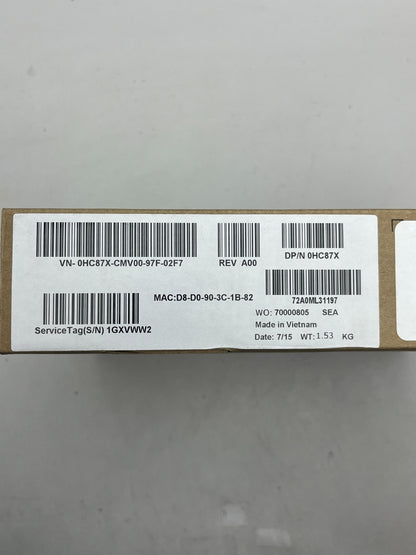 VN- 0HC87X-CMV00-97F-02F7
REV A00
DP/N 0HC87X
MAC:D8-D0-90-3C-1B-82
72A0ML31197
ServiceTag(S/N) 1GXVWW2
WO: 70000805 SEA
Made in Vietnam
Date: 7/15 WT:1.53 KG